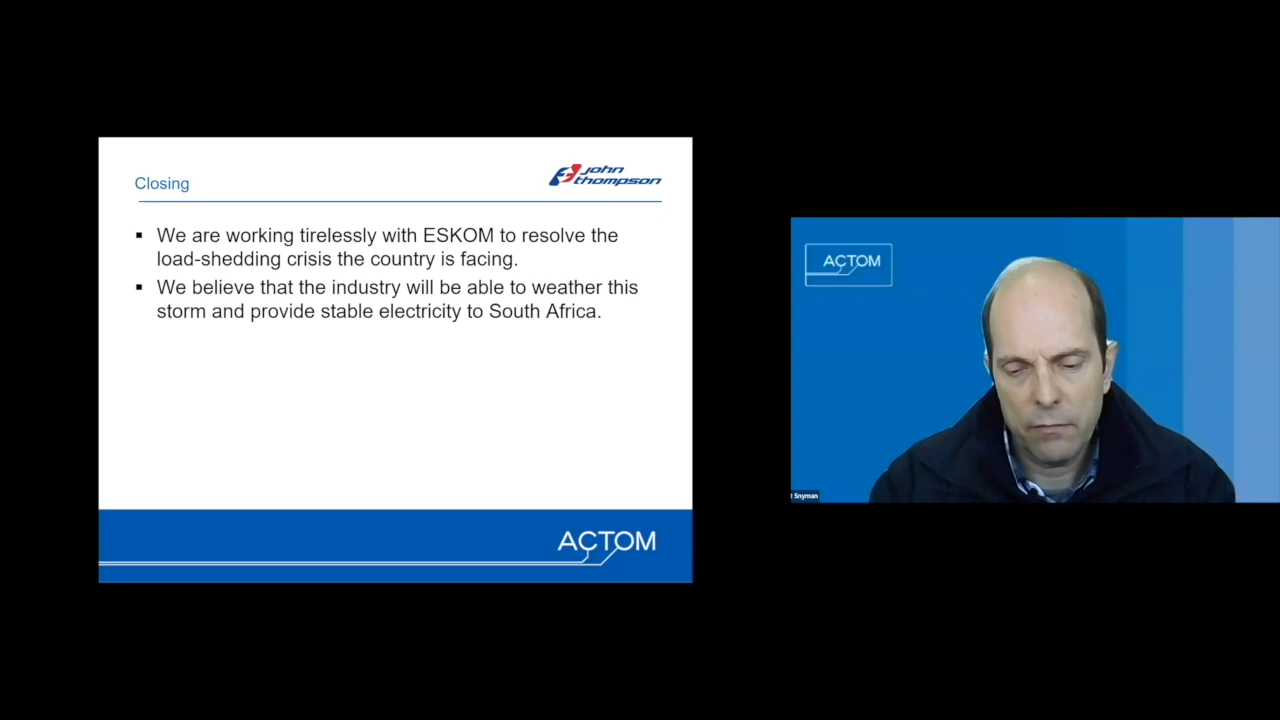 Closing
john
thompson
▪ We are working tirelessly with ESKOM to resolve the
load-shedding crisis the country is facing.
▪ We believe that the industry will be able to weather this
storm and provide stable electricity to South Africa.
ACTOM
ACTOM
t Snyman